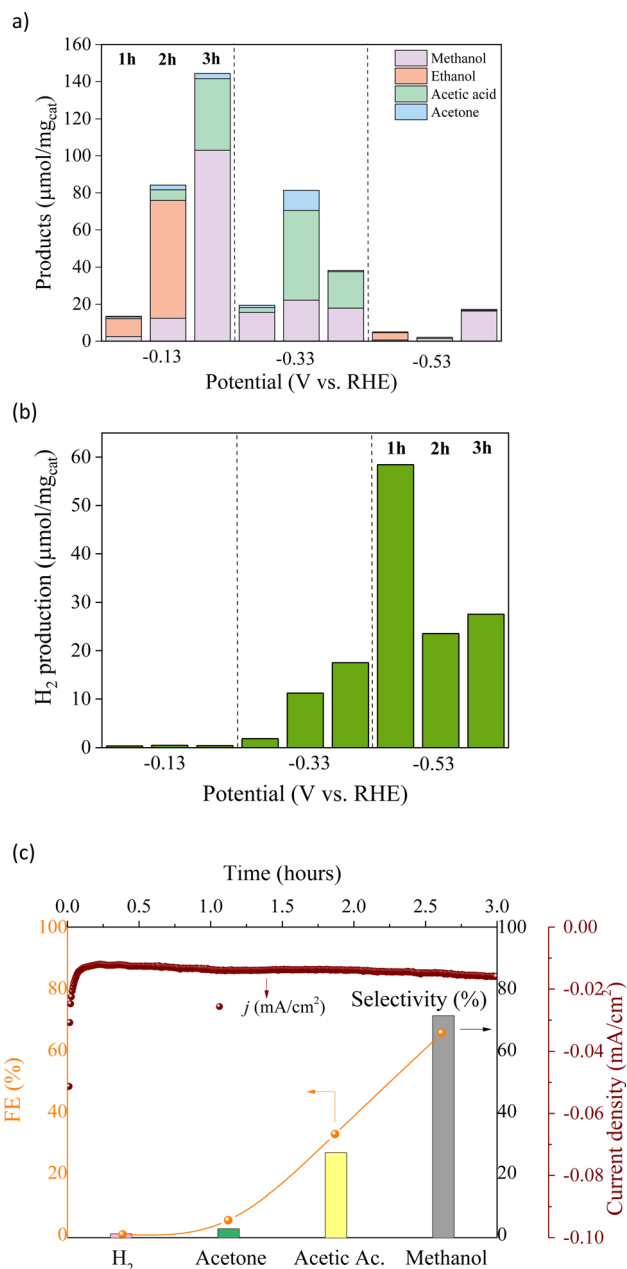 a)
160
140
120
100
80
60
40
20
0
Products (μmol/mgcat)
1h 2h 3h
Methanol
Ethanol
Acetic acid
Acetone
-0.13 -0.33 -0.53
Potential (V vs. RHE)
(b)
60
50
40
30
20
10
0
H2 production (μmol/mgcat)
1h 2h 3h
-0.13 -0.33 -0.53
Potential (V vs. RHE)
(c)
Time (hours)
0.0 0.5 1.0 1.5 2.0 2.5 3.0
100
80
60
40
20
0
FE (%)
j (mA/cm2)
Selectivity (%)
100
80
60
40
20
0
0.00
-0.02
-0.04
-0.06
-0.08
-0.10
Current density (mA/cm2)
H2 Acetone Acetic Ac. Methanol